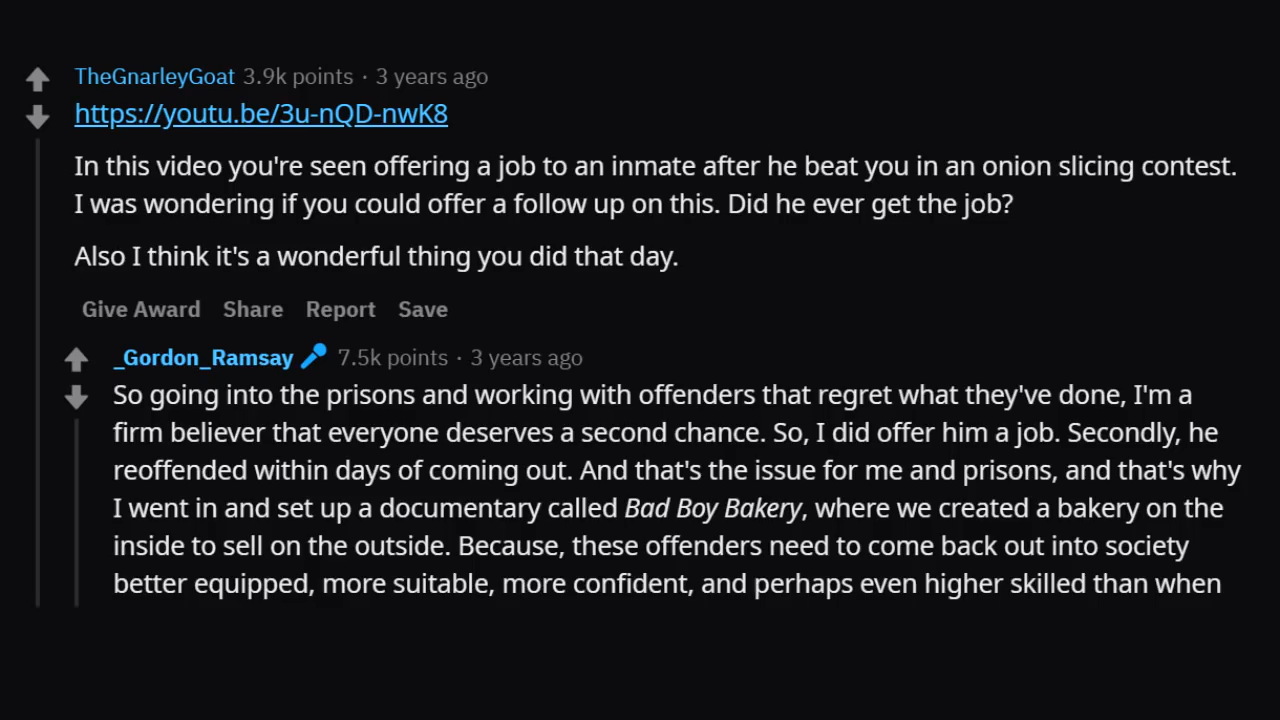 TheGnarleyGoat 3.9k points · 3 years ago
https://youtu.be/3u-nQD-nwK8
In this video you're seen offering a job to an inmate after he beat you in an onion slicing contest.
I was wondering if you could offer a follow up on this. Did he ever get the job?
Also I think it's a wonderful thing you did that day.
Give Award Share Report Save
_Gordon_Ramsay 7.5k points · 3 years ago
So going into the prisons and working with offenders that regret what they've done, I'm a
firm believer that everyone deserves a second chance. So, I did offer him a job. Secondly, he
reoffended within days of coming out. And that's the issue for me and prisons, and that's why
I went in and set up a documentary called Bad Boy Bakery, where we created a bakery on the
inside to sell on the outside. Because, these offenders need to come back out into society
better equipped, more suitable, more confident, and perhaps even higher skilled than when